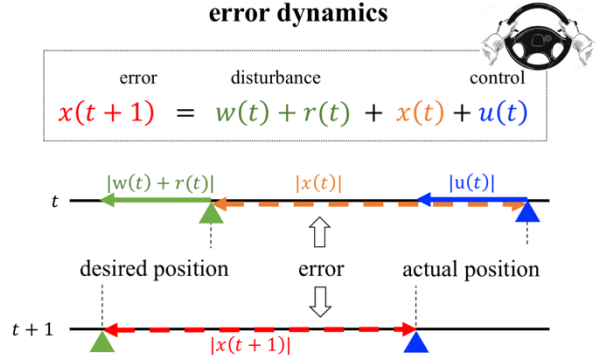 error dynamics
error disturbance control
x(t + 1) = w(t) + r(t) + x(t) + u(t)
|w(t) + r(t)| |x(t)| |u(t)|
t
desired position error actual position
t + 1
|x(t + 1)|